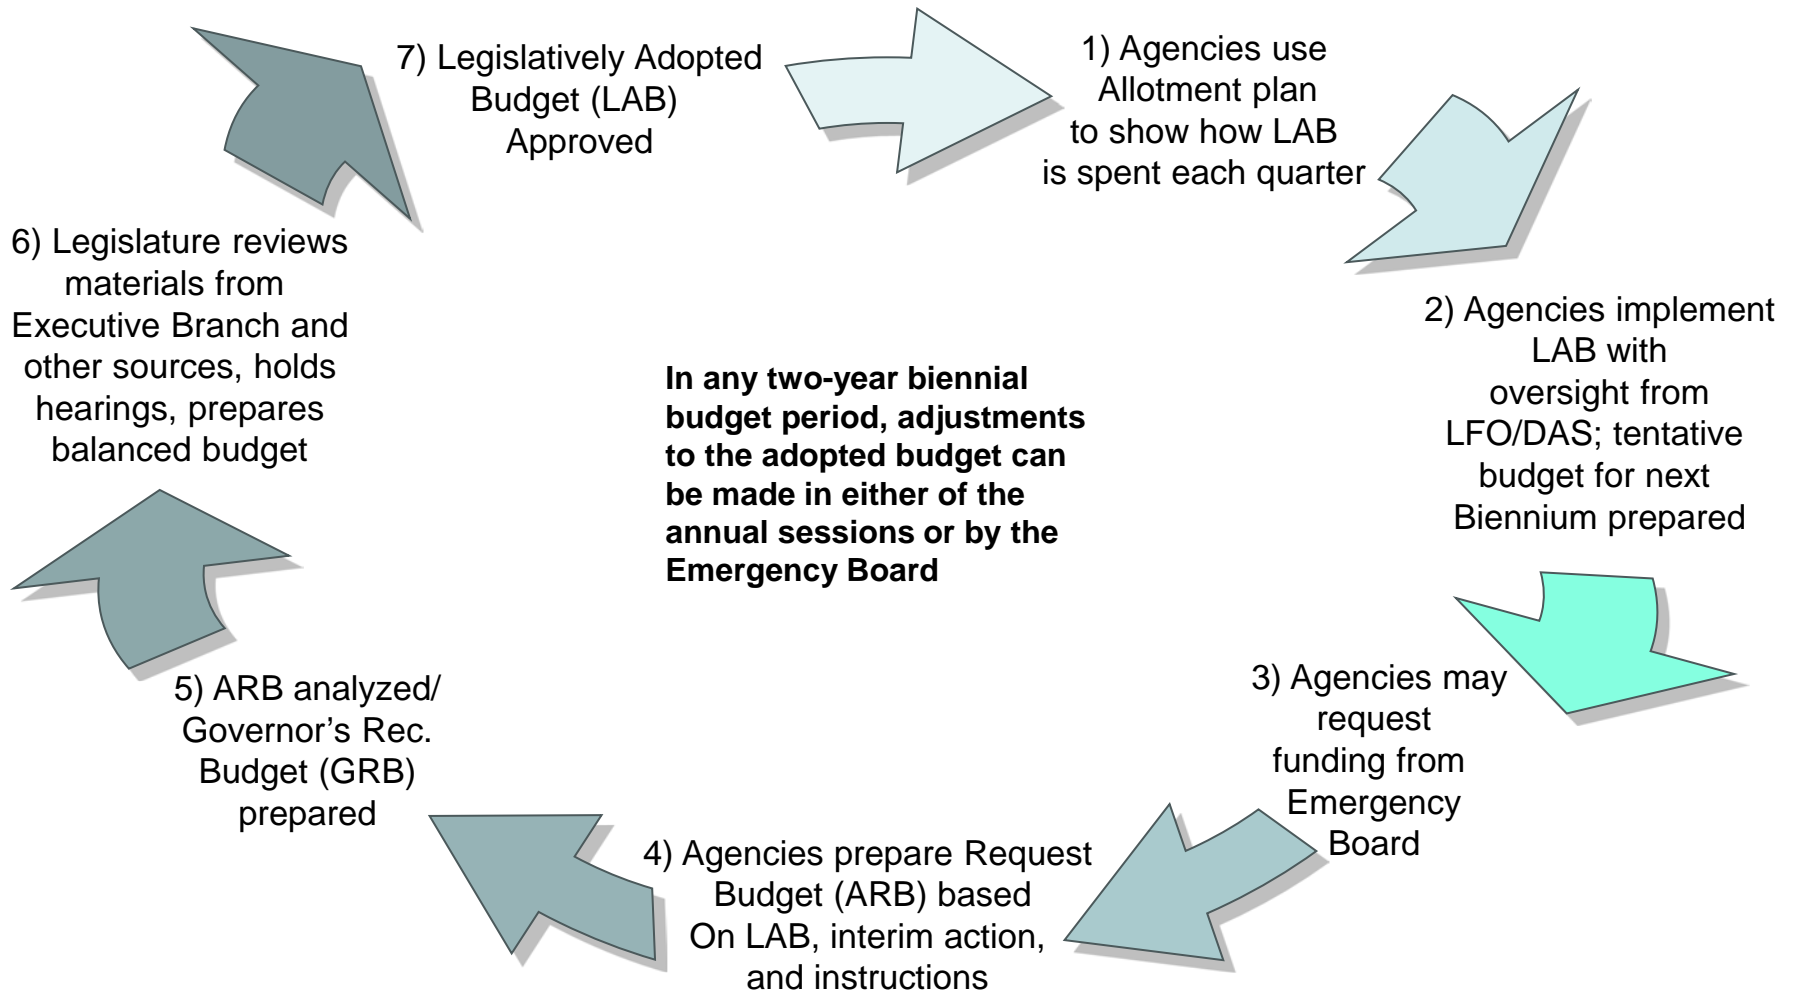 7) Legislatively Adopted
Budget (LAB)
Approved
1) Agencies use
Allotment plan
to show how LAB
is spent each quarter
2) Agencies implement
LAB with
oversight from
LFO/DAS; tentative
budget for next
Biennium prepared
3) Agencies may
request
funding from
Emergency
Board
4) Agencies prepare Request
Budget (ARB) based
On LAB, interim action,
and instructions
5) ARB analyzed/
Governor’s Rec.
Budget (GRB)
prepared
6) Legislature reviews
materials from
Executive Branch and
other sources, holds
hearings, prepares
balanced budget
In any two-year biennial
budget period, adjustments
to the adopted budget can
be made in either of the
annual sessions or by the
Emergency Board